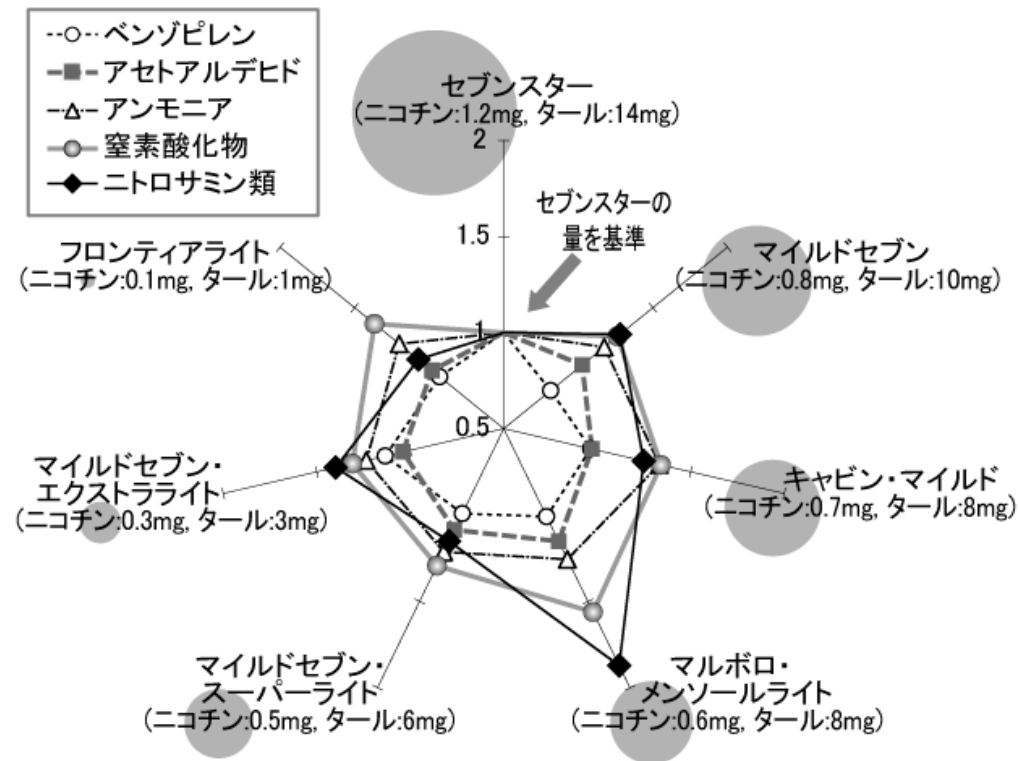 ベンゾピレン
アセトアルデヒド
アンモニア
窒素酸化物
ニトロサミン類
セブンスター
(ニコチン:1.2mg, タール:14mg)
2
セブンスターの
量を基準
1.5
フロンティアライト
(ニコチン:0.1mg, タール:1mg)
マイルドセブン
(ニコチン:0.8mg, タール:10mg)
1
0.5
マイルドセブン・
エクストラライト
(ニコチン:0.3mg, タール:3mg)
キャビン・マイルド
(ニコチン:0.7mg, タール:8mg)
マイルドセブン・
スーパーライト
(ニコチン:0.5mg, タール:6mg)
マルボロ・
メンソールライト
(ニコチン:0.6mg, タール:8mg)